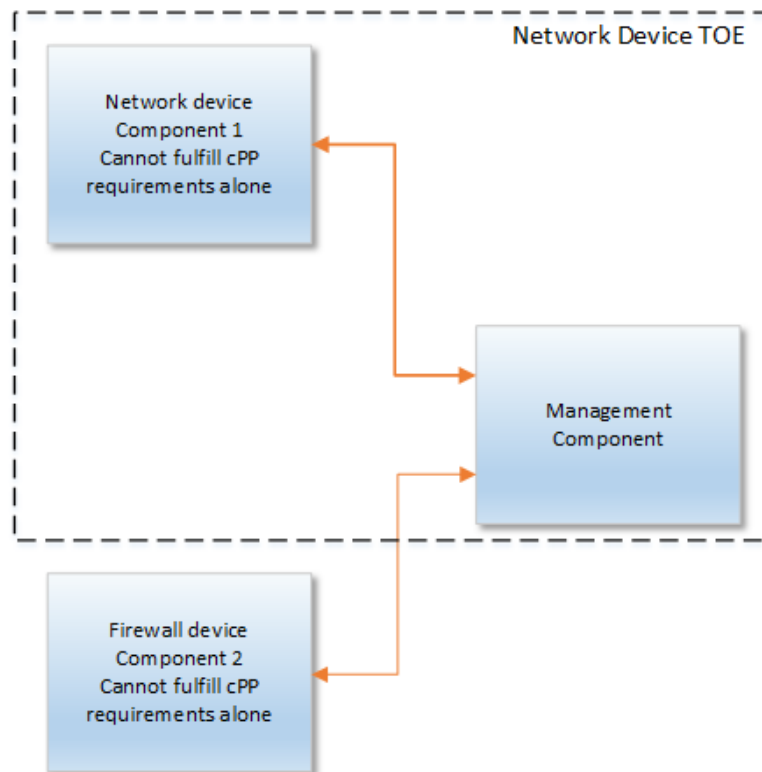 Network Device TOE
Network device
Component 1
Cannot fulfill cPP
requirements alone
Management
Component
Firewall device
Component 2
Cannot fulfill cPP
requirements alone